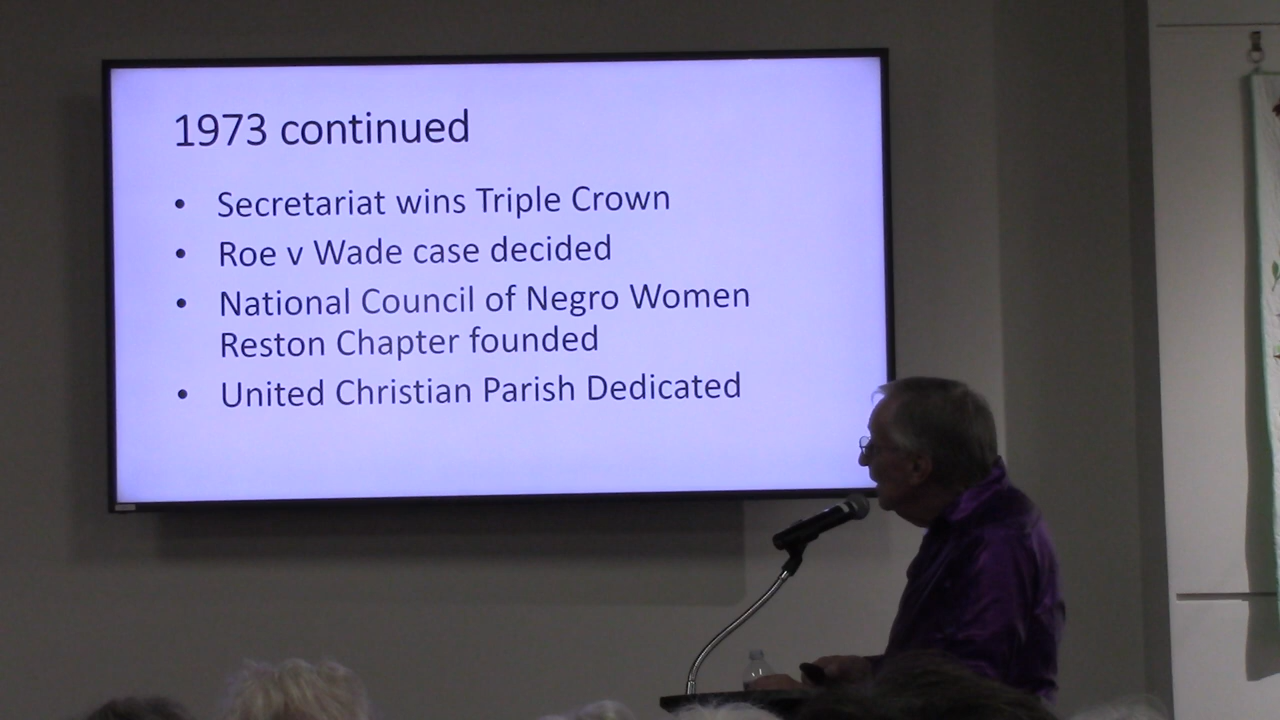 1973 continued
• Secretariat wins Triple Crown
• Roe v Wade case decided
• National Council of Negro Women
Reston Chapter founded
• United Christian Parish Dedicated